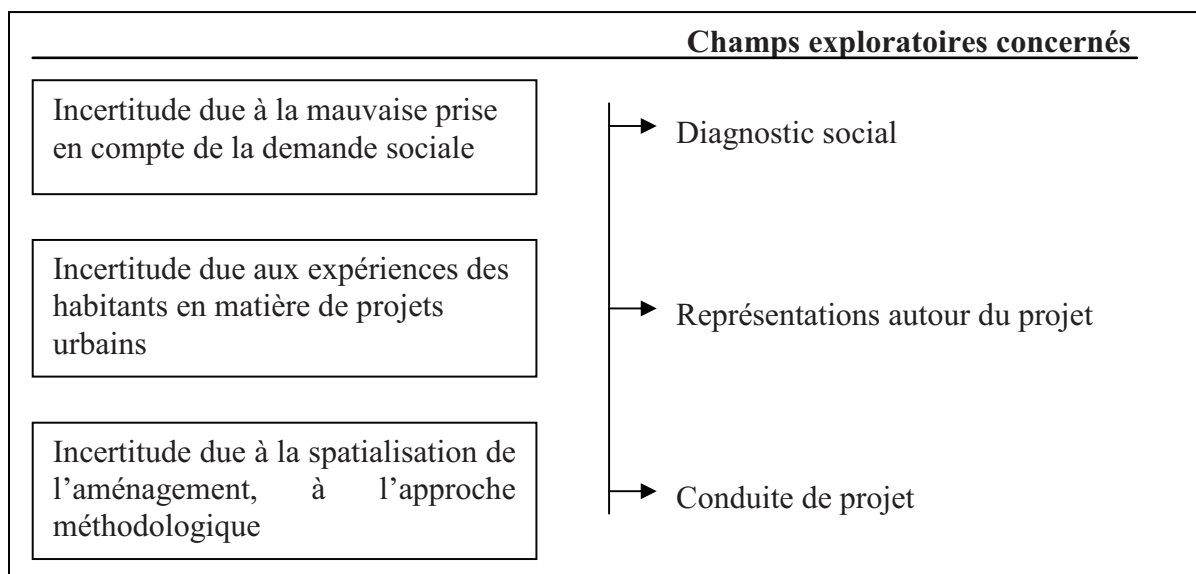 Champs exploratoires concernés
Incertitude due à la mauvaise prise
en compte de la demande sociale
Diagnostic social
Incertitude due aux expériences des
habitants en matière de projets
urbains
Représentations autour du projet
Incertitude due à la spatialisation de
l'aménagement, à l'approche
méthodologique
Conduite de projet